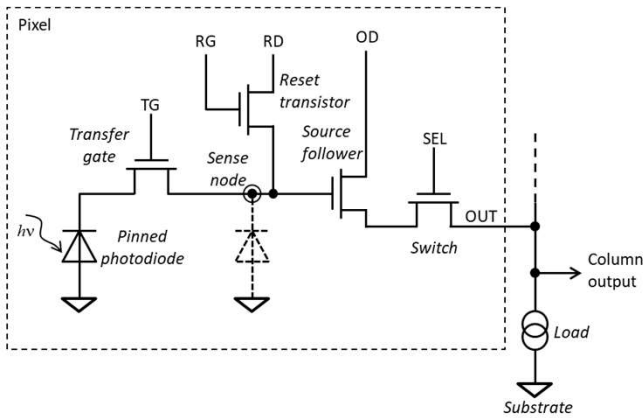 Pixel
RG
RD
OD
Reset
transistor
TG
Transfer
gate
Source
follower
Sense
node
SEL
OUT
hν
Pinned
photodiode
Switch
Column
output
Load
Substrate